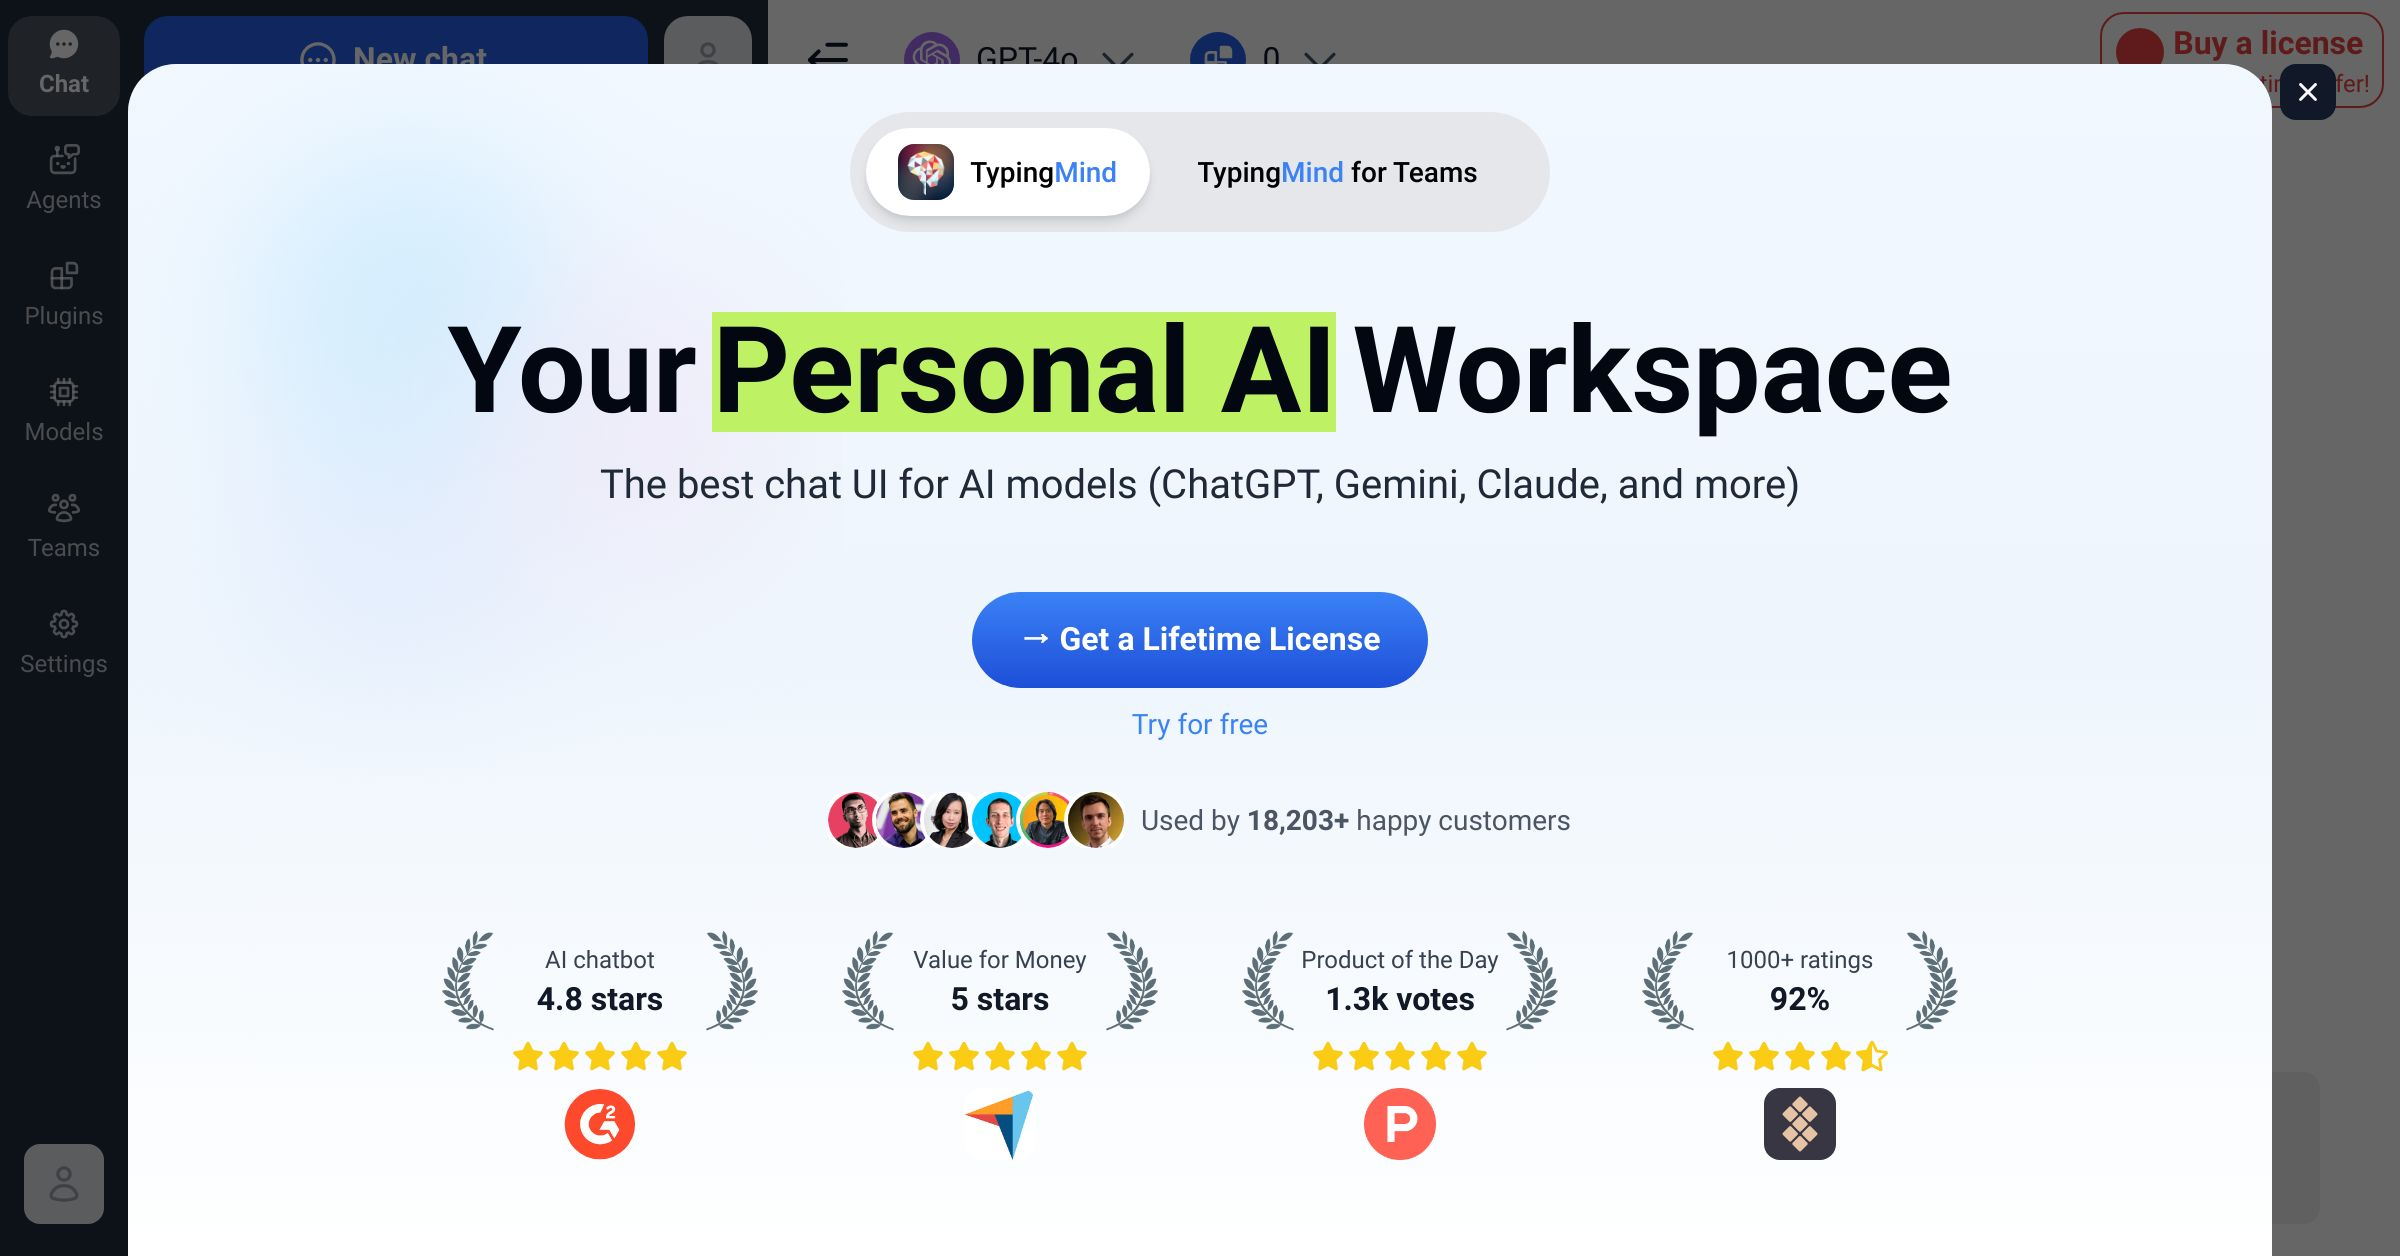 Chat
Agents
Plugins
Models
Teams
Settings
New chat
GPT-4o
0
Buy a license
TypingMind
TypingMind for Teams
Your Personal AI Workspace
The best chat UI for AI models (ChatGPT, Gemini, Claude, and more)
→ Get a Lifetime License
Try for free
Used by 18,203+ happy customers
AI chatbot
4.8 stars
Value for Money
5 stars
Product of the Day
1.3k votes
1000+ ratings
92%
G2
P